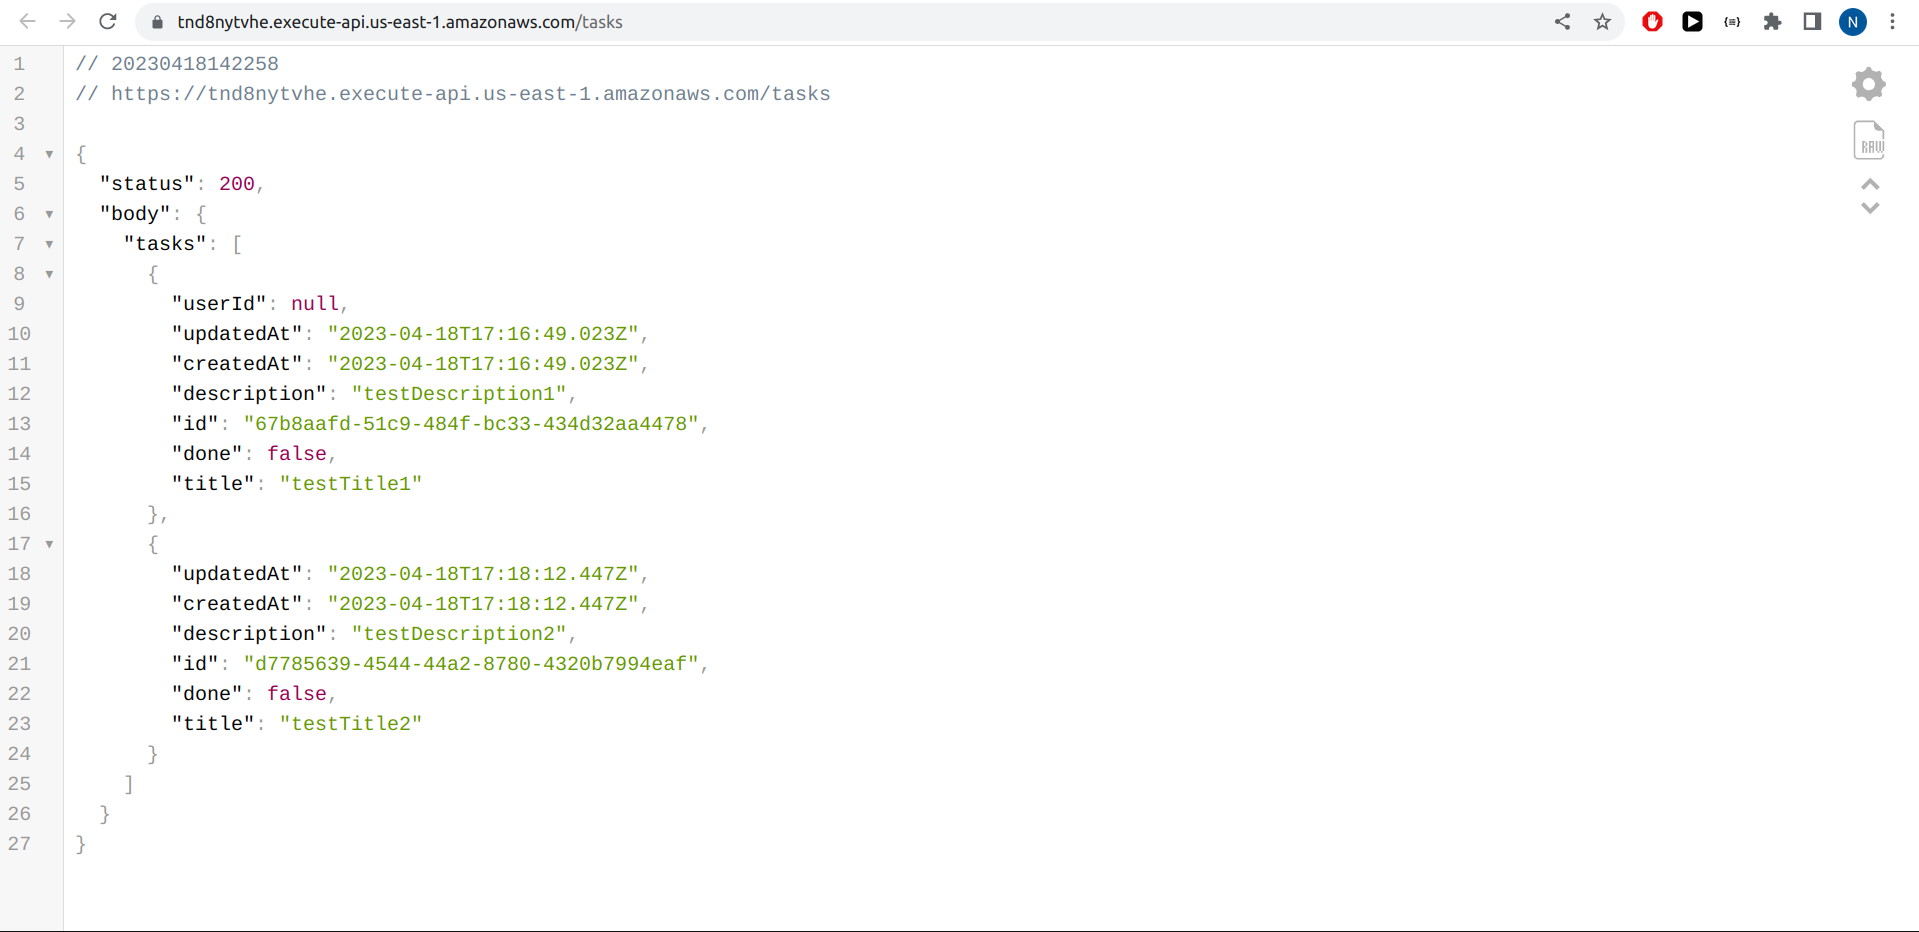 tnd8nytvhe.execute-api.us-east-1.amazonaws.com/tasks
N
1 // 20230418142258
2 // https://tnd8nytvhe.execute-api.us-east-1.amazonaws.com/tasks
3
4 {
5 "status": 200,
6 "body": {
7 "tasks": [
8 {
9 "userId": null,
10 "updatedAt": "2023-04-18T17:16:49.023Z",
11 "createdAt": "2023-04-18T17:16:49.023Z",
12 "description": "testDescription1",
13 "id": "67b8aafd-51c9-484f-bc33-434d32aa4478",
14 "done": false,
15 "title": "testTitle1"
16 },
17 {
18 "updatedAt": "2023-04-18T17:18:12.447Z",
19 "createdAt": "2023-04-18T17:18:12.447Z",
20 "description": "testDescription2",
21 "id": "d7785639-4544-44a2-8780-4320b7994eaf",
22 "done": false,
23 "title": "testTitle2"
24 }
25 ]
26 }
27 }
RAW